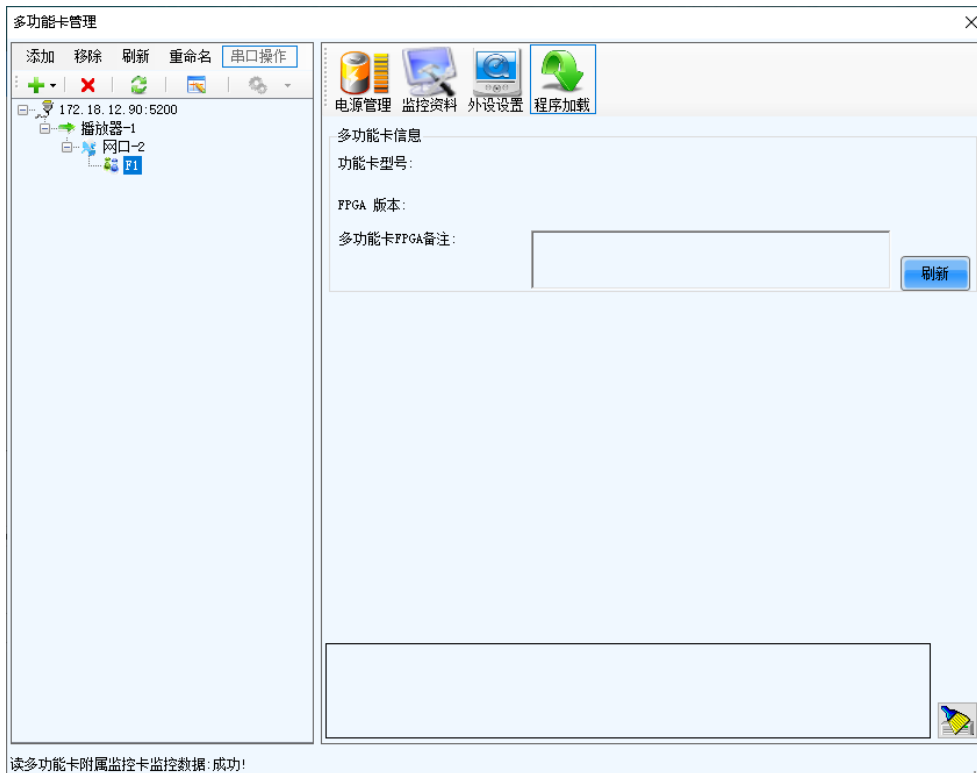 多功能卡管理
添加 移除 刷新 重命名 串口操作
172.18.12.90:5200
播放器-1
网口-2
F1
电源管理 监控资料 外设设置 程序加载
多功能卡信息
功能卡型号:
FPGA 版本:
多功能卡FPGA备注:
刷新
读多功能卡附属监控卡监控数据:成功!